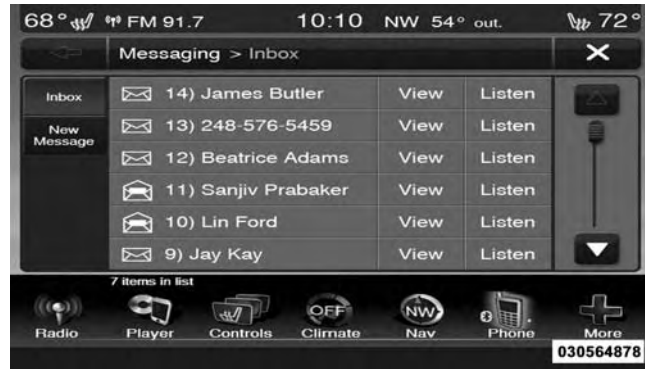 68° FM 91.7 10:10 NW 54° out. 72°
Messaging > Inbox
Inbox
New
Message
14) James Butler View Listen
13) 248-576-5459 View Listen
12) Beatrice Adams View Listen
11) Sanjiv Prabaker View Listen
10) Lin Ford View Listen
9) Jay Kay View Listen
7 items in list
OFF NW
Radio Player Controls Climate Nav Phone More
030564878